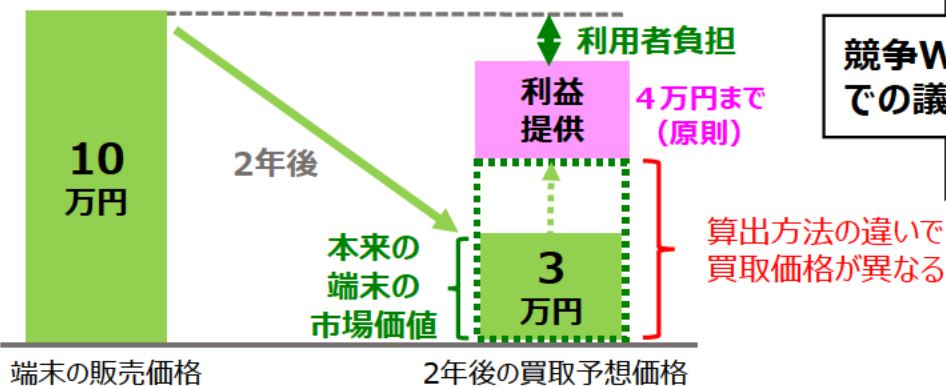 利用者負担
利益
提供
4万円まで
(原則)
競争W
での議
10
万円
2年後
本来の
端末の
市場価値
3
万円
算出方法の違いで
買取価格が異なる
端末の販売価格
2年後の買取予想価格